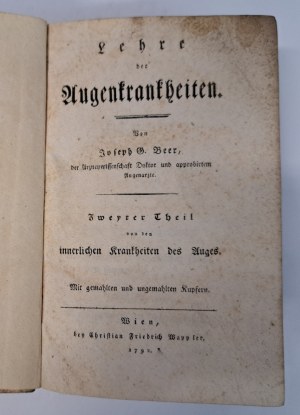 Lehre
der
Augenkrankheiten.
Von
Joseph G. Beer,
der Arzneywissenschaft Doktor und approbirtem
Augenarzte.
Zweyter Theil
von den
innerlichen Krankheiten des Auges.
Mit gemahlten und ungemahlten Kupfern.
Wien,
bey Christian Friedrich Wappler,
1792.